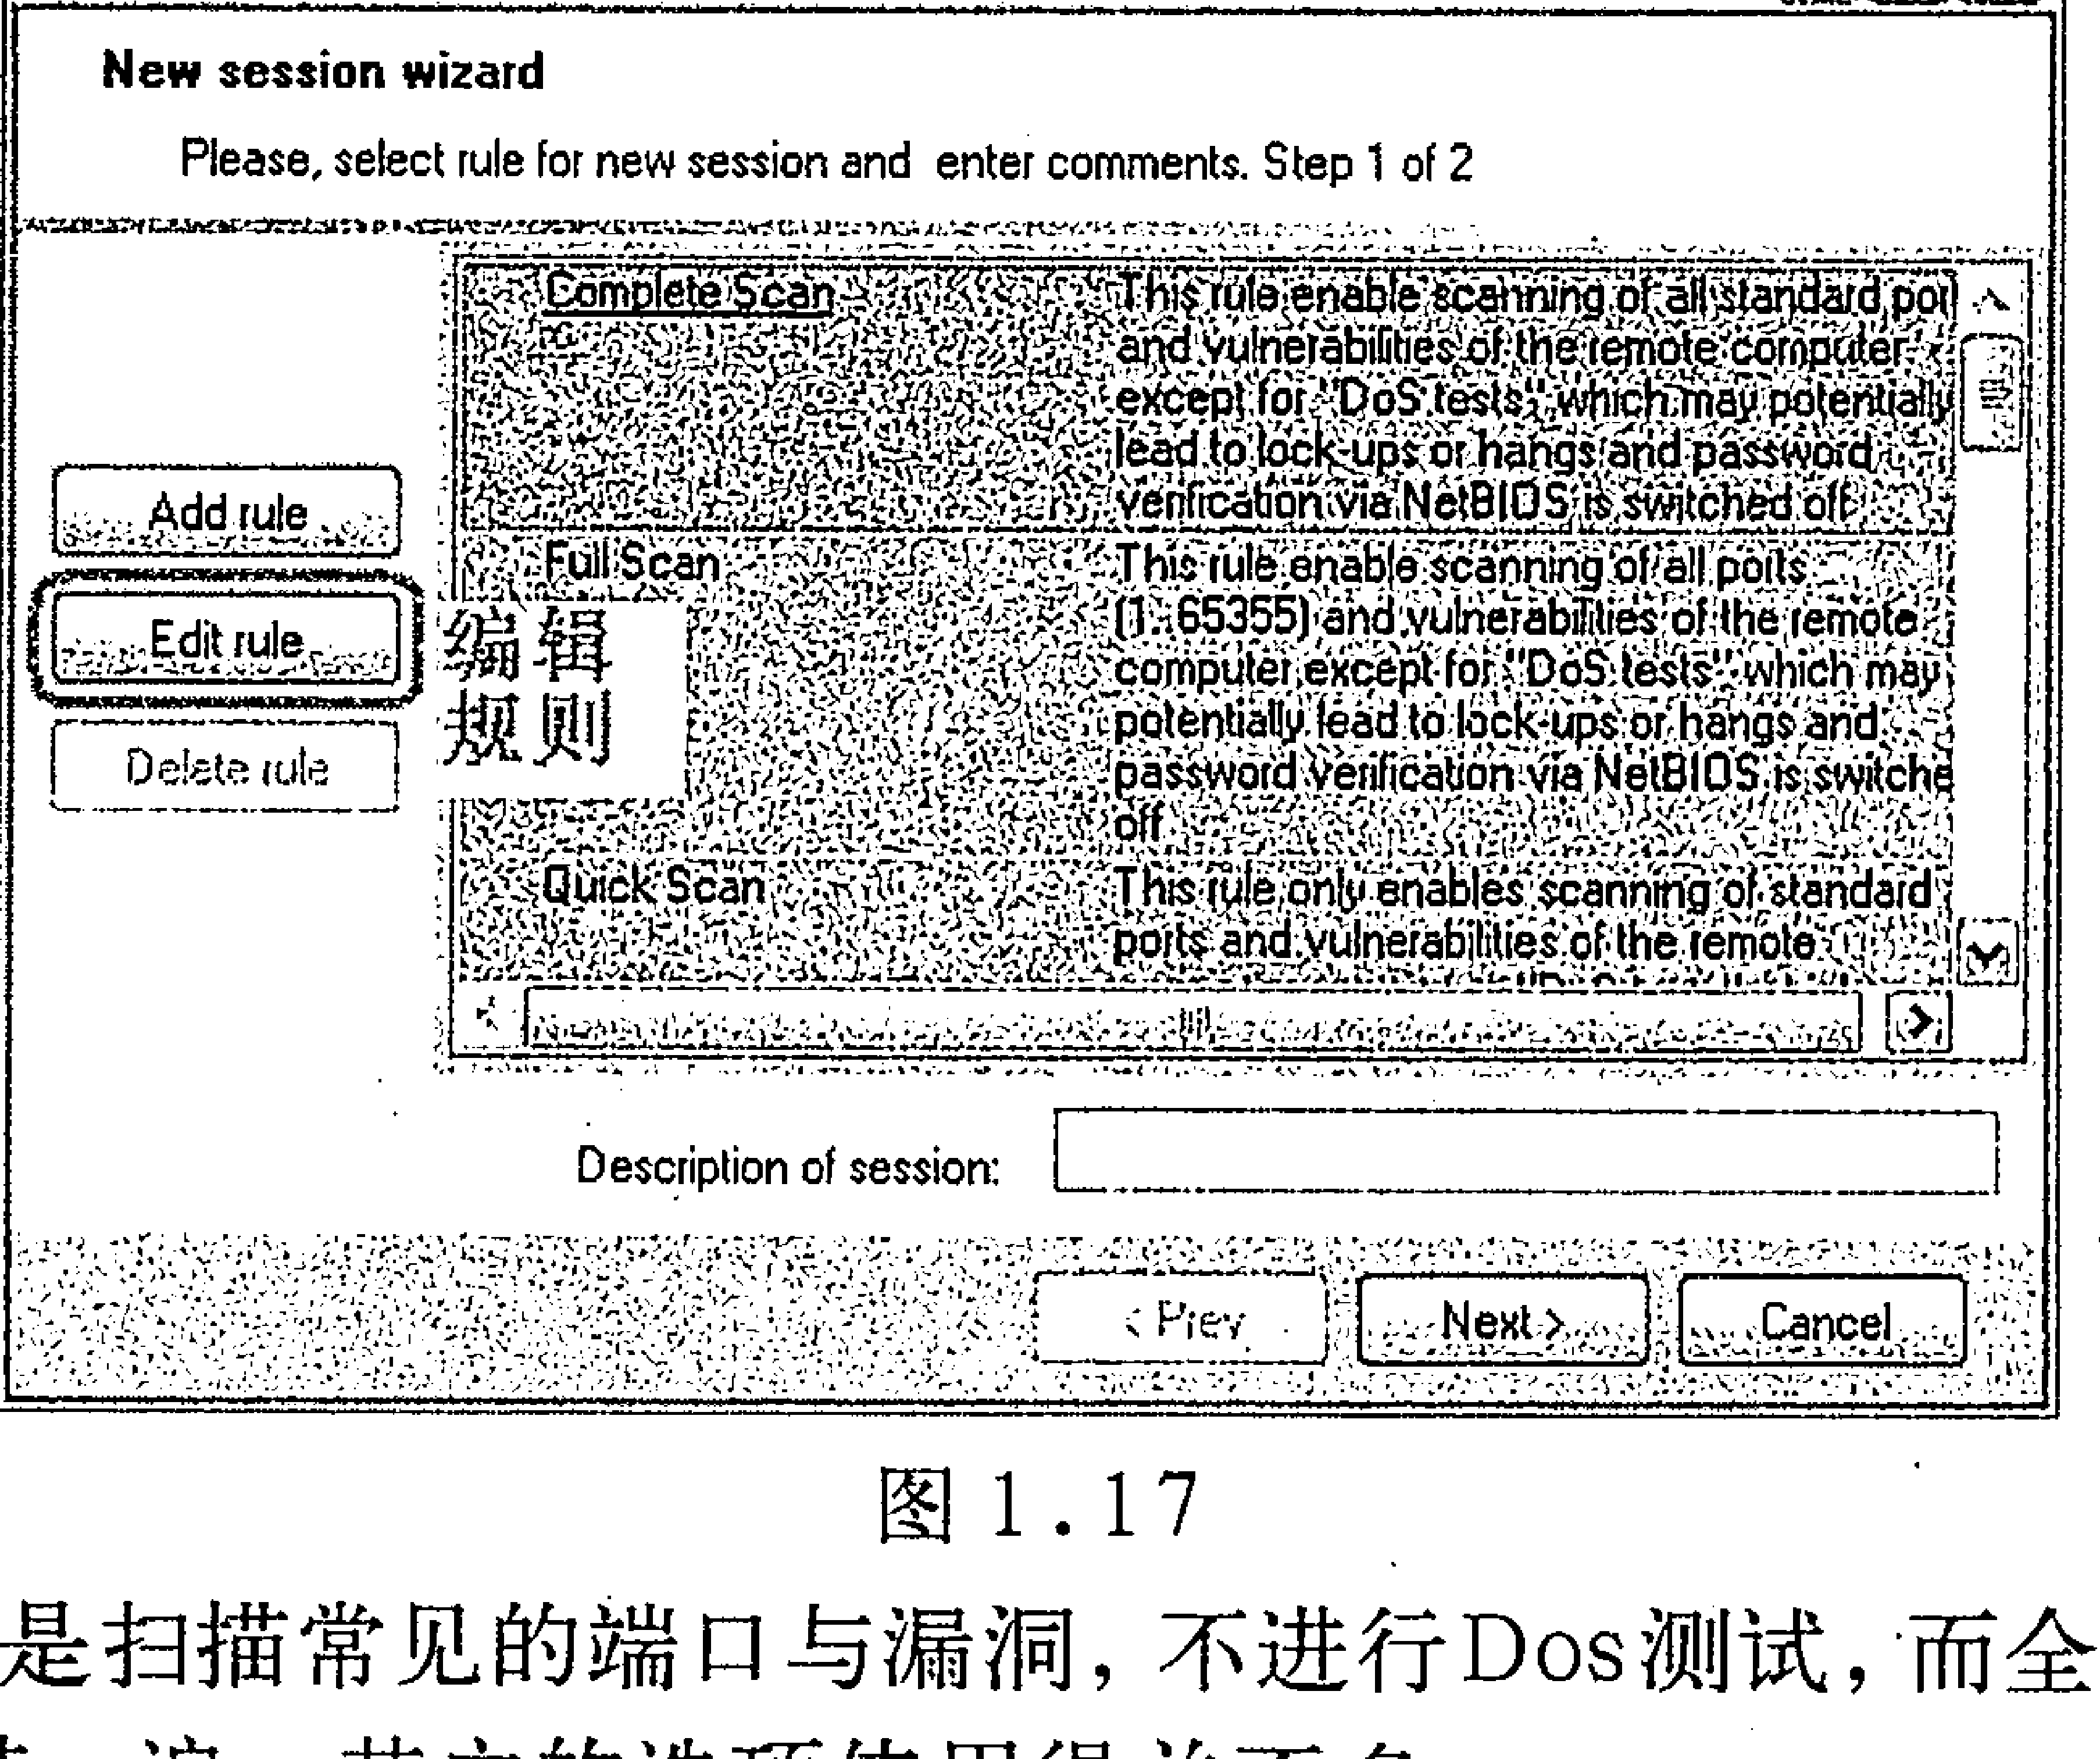 New session wizard
Please, select rule for new session and enter comments. Step 1 of 2
Add rule
Edit rule
Delete rule
编辑
规则
Complete Scan
This rule enable scanning of all standard por
and vulnerabilities of the remote computer
except for "DoS tests", which may potentially
lead to lock-ups or hangs and password
verification via NetBIOS is switched off
Full Scan
This rule enable scanning of all ports
(1..65355) and vulnerabilities of the remote
computer except for "DoS tests" which may
potentially lead to lock-ups or hangs and
password verification via NetBIOS is switche
off
Quick Scan
This rule only enables scanning of standard
ports and vulnerabilities of the remote
Description of session:
< Prev
Next >
Cancel
图 1.17
是扫描常见的端口与漏洞，不进行Dos测试，而全